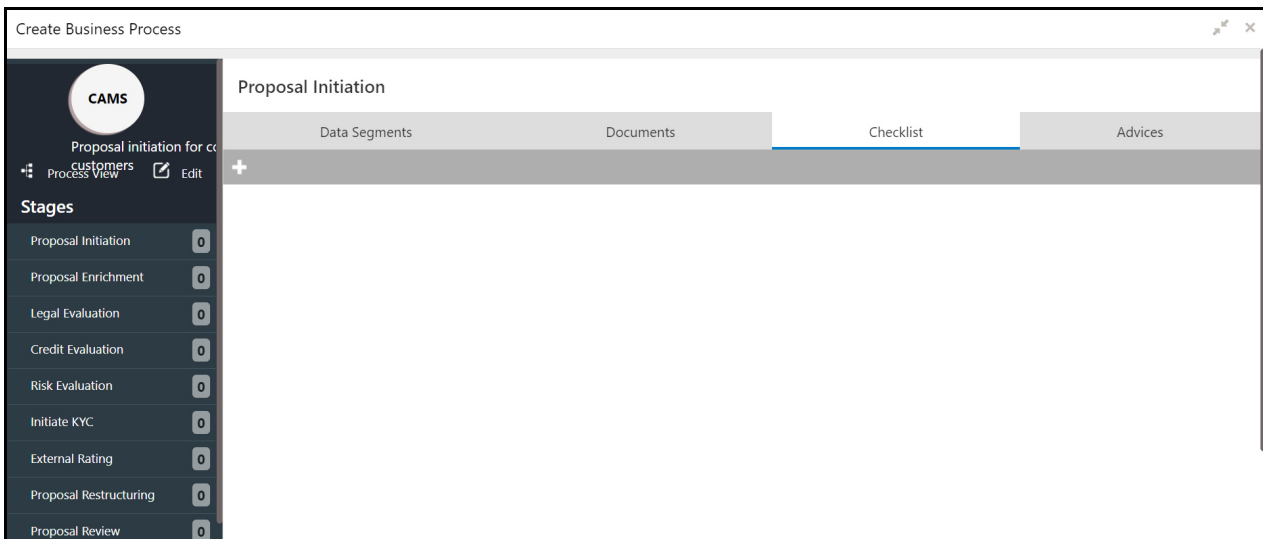 Create Business Process
CAMS
Proposal initiation for co
customers
Process View Edit
Stages
Proposal Initiation 0
Proposal Enrichment 0
Legal Evaluation 0
Credit Evaluation 0
Risk Evaluation 0
Initiate KYC 0
External Rating 0
Proposal Restructuring 0
Proposal Review 0
Proposal Initiation
Data Segments Documents Checklist Advices